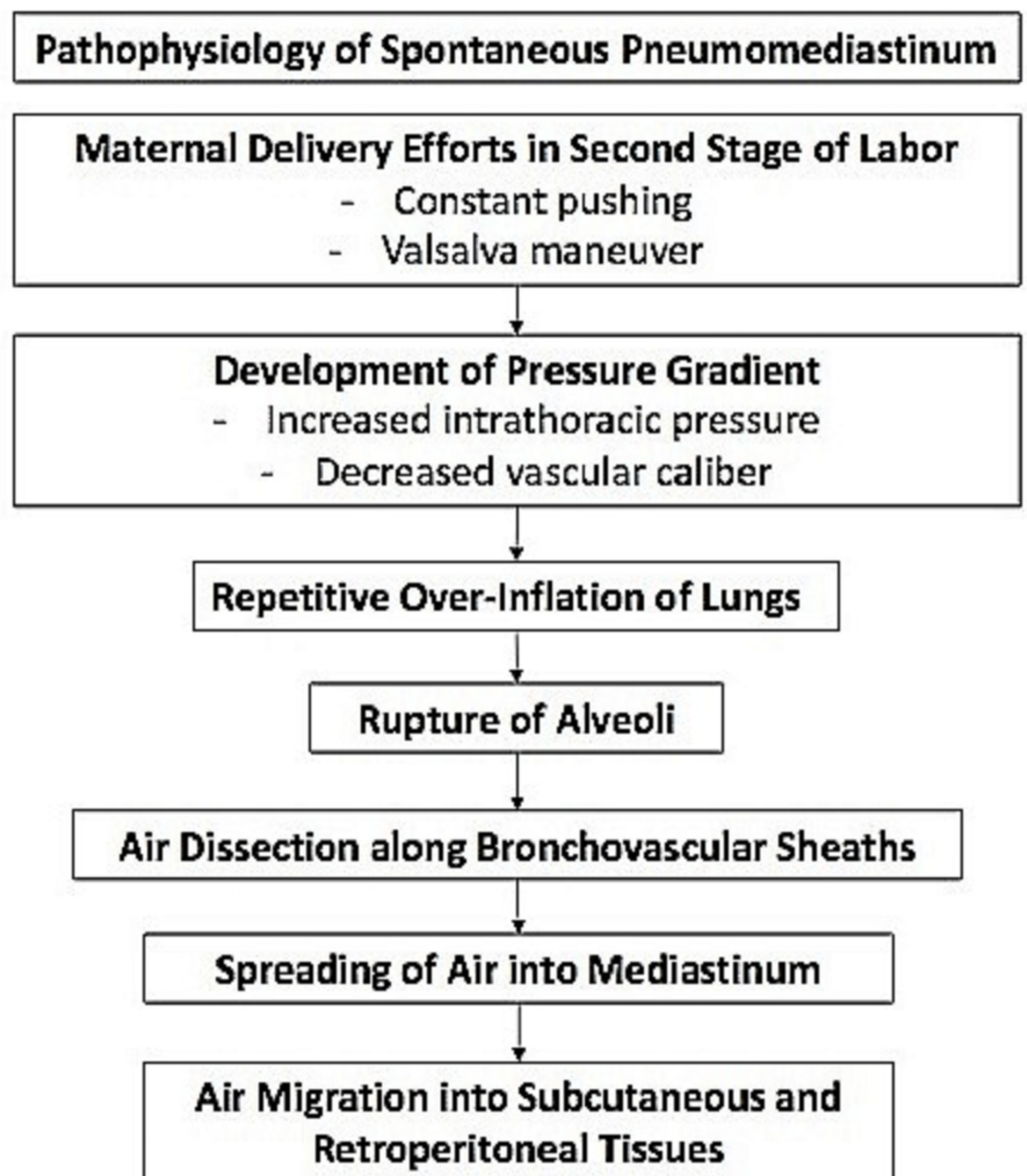 Pathophysiology of Spontaneous Pneumomediastinum
Maternal Delivery Efforts in Second Stage of Labor
- Constant pushing
- Valsalva maneuver
Development of Pressure Gradient
- Increased intrathoracic pressure
- Decreased vascular caliber
Repetitive Over-Inflation of Lungs
Rupture of Alveoli
Air Dissection along Bronchovascular Sheaths
Spreading of Air into Mediastinum
Air Migration into Subcutaneous and
Retroperitoneal Tissues